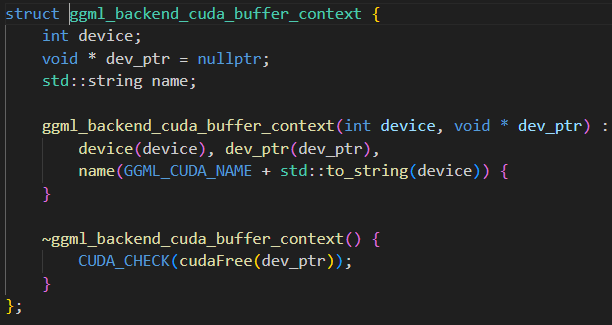 struct ggml_backend_cuda_buffer_context {
    int device;
    void * dev_ptr = nullptr;
    std::string name;

    ggml_backend_cuda_buffer_context(int device, void * dev_ptr) :
        device(device), dev_ptr(dev_ptr),
        name(GGML_CUDA_NAME + std::to_string(device)) {
    }

    ~ggml_backend_cuda_buffer_context() {
        CUDA_CHECK(cudaFree(dev_ptr));
    }
};